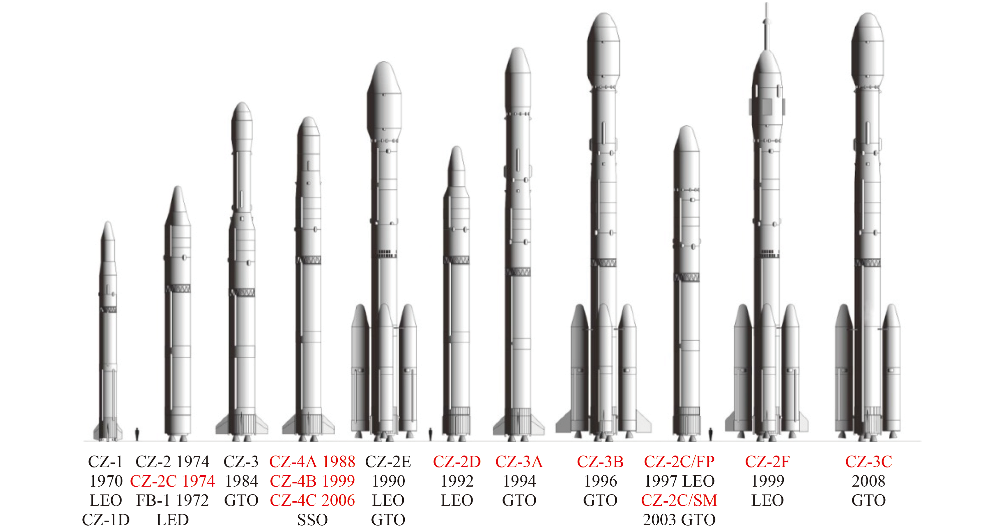 CZ-1
1970
LEO
CZ-1D
CZ-2 1974
CZ-2C 1974
FB-1 1972
LED
CZ-3
1984
GTO
CZ-4A 1988
CZ-4B 1999
CZ-4C 2006
SSO
CZ-2E
1990
LEO
GTO
CZ-2D
1992
LEO
CZ-3A
1994
GTO
CZ-3B
1996
GTO
CZ-2C/FP
1997 LEO
CZ-2C/SM
2003 GTO
CZ-2F
1999
LEO
CZ-3C
2008
GTO